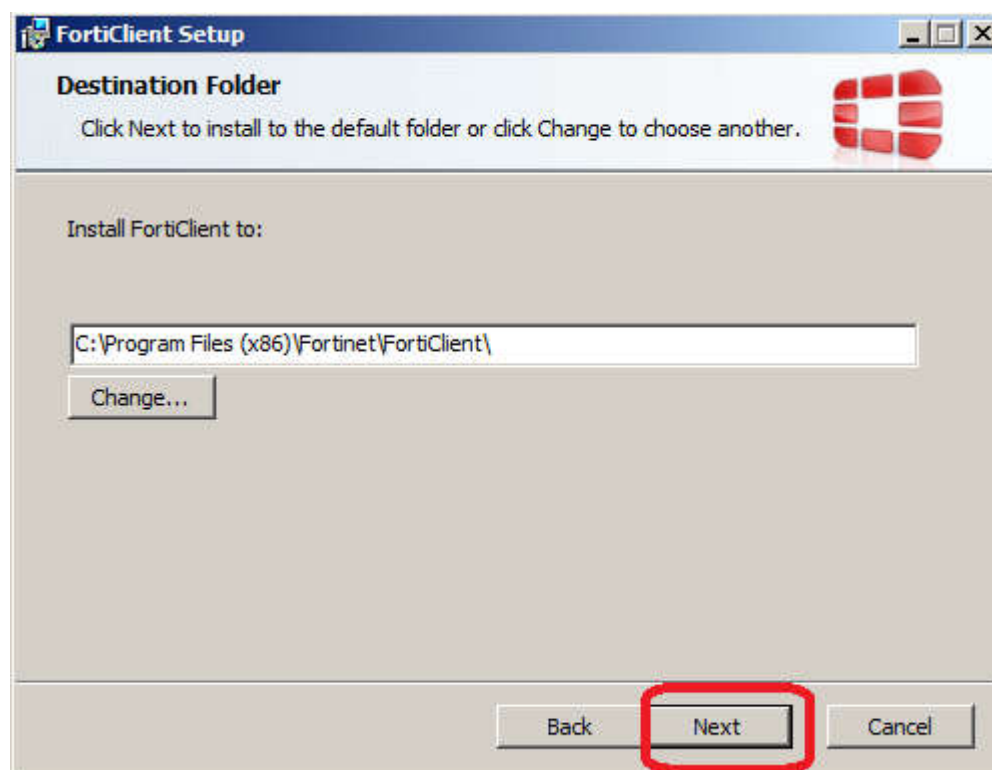 FortiClient Setup
Destination Folder
Click Next to install to the default folder or click Change to choose another.
Install FortiClient to:
C:\Program Files (x86)\Fortinet\FortiClient\
Change...
Back Next Cancel